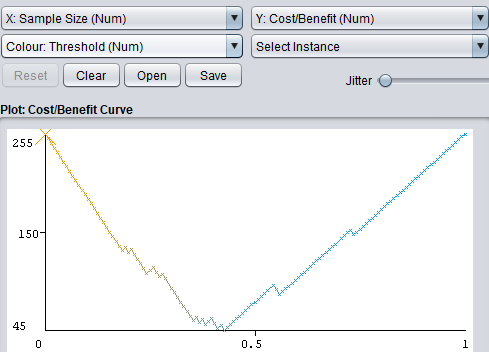 X: Sample Size (Num) Y: Cost/Benefit (Num)
Colour: Threshold (Num) Select Instance
Reset Clear Open Save Jitter
Plot: Cost/Benefit Curve
255
150
45
0 0.5 1